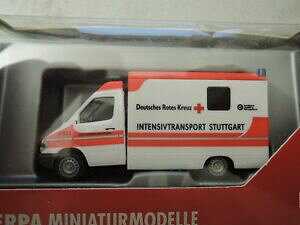 Deutsches Rotes Kreuz
INTENSIVTRANSPORT STUTTGART
ERPA MINIATURMODELLE